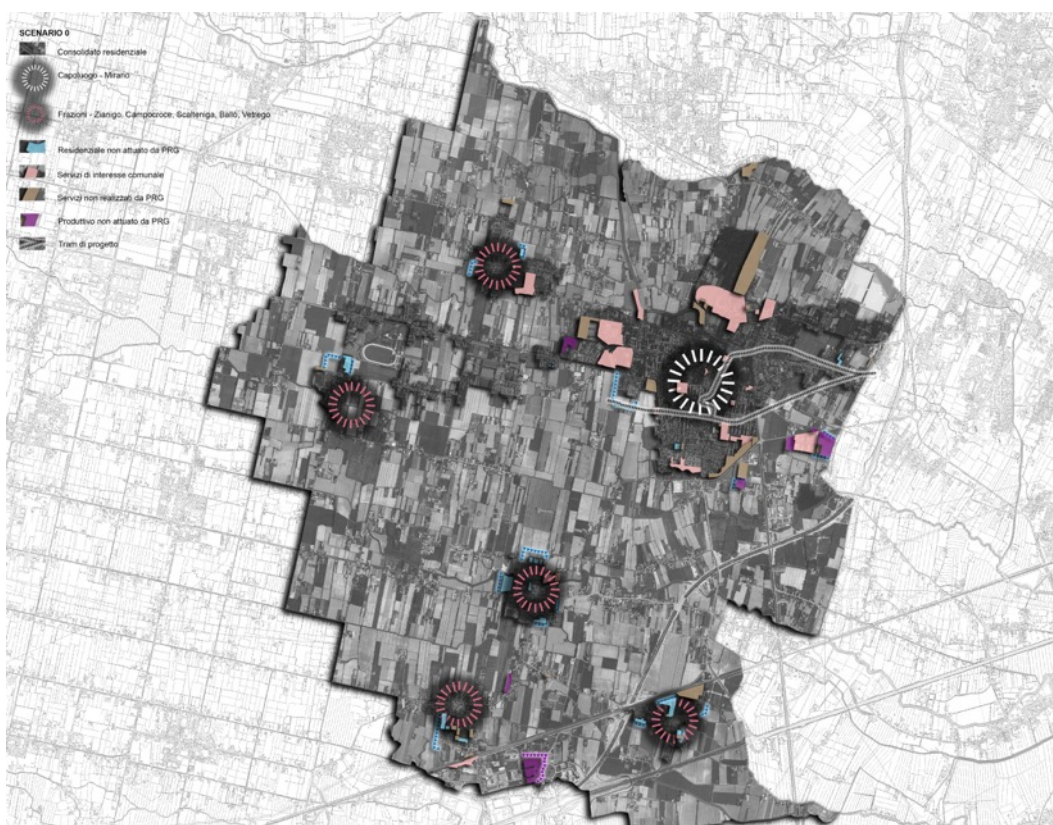 SCENARIO 0
Consolidato residenziale
Capoluogo - Mirano
Frazioni - Zianigo, Campocroce, Scaltenigo, Ballò, Vetrego
Residenziale non attuato da PRG
Servizi di interesse comunale
Servizi non realizzati da PRG
Produttivo non attuato da PRG
Tram di progetto